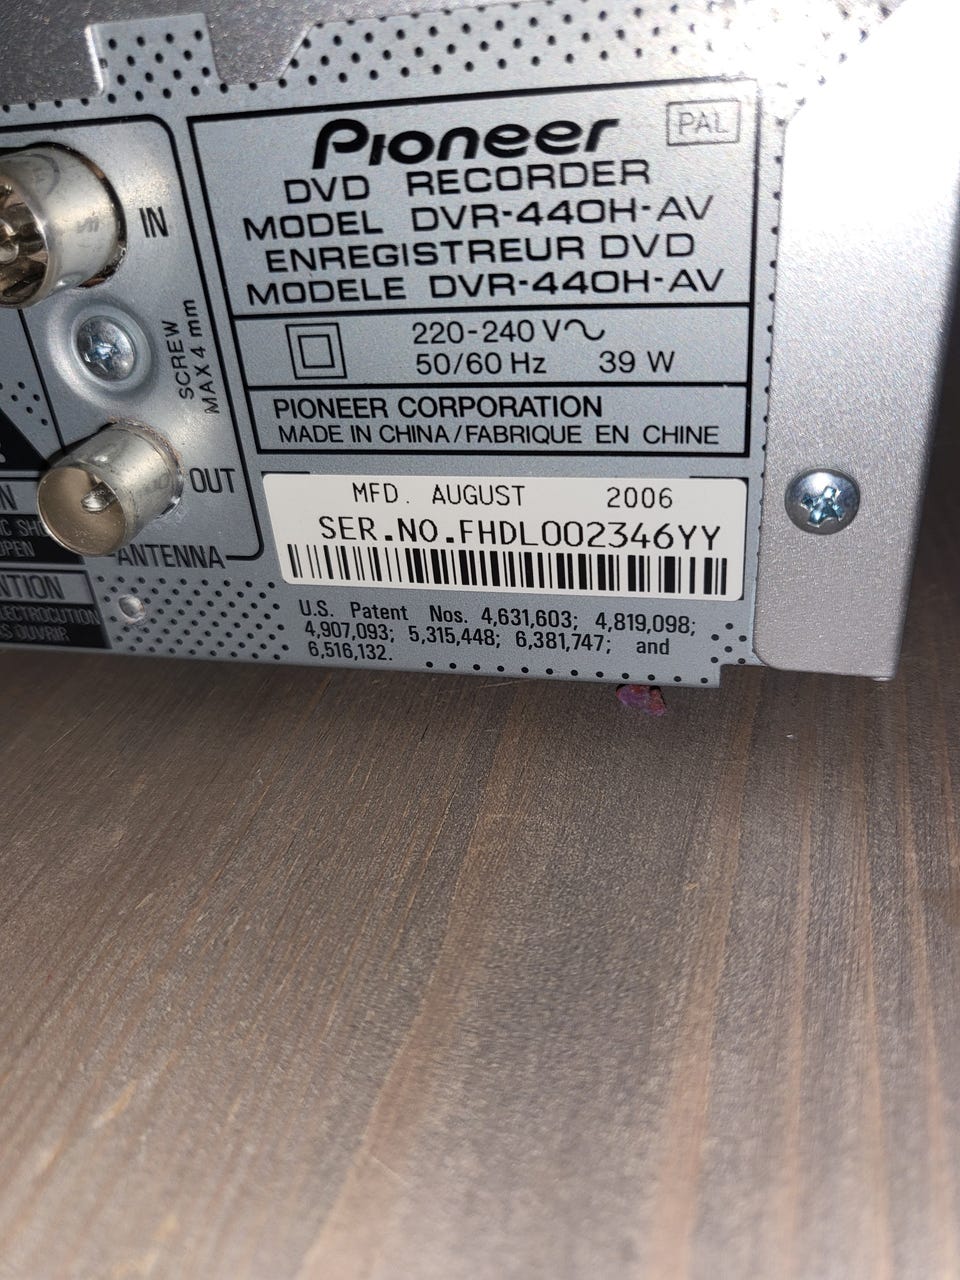 Pioneer
PAL
DVD RECORDER
MODEL DVR-440H-AV
ENREGISTREUR DVD
MODELE DVR-440H-AV
220-240 V
50/60 Hz 39 W
PIONEER CORPORATION
MADE IN CHINA/FABRIQUE EN CHINE
MFD. AUGUST 2006
SER.NO.FHDL002346YY
U.S. Patent Nos. 4,631,603; 4,819,098;
4,907,093; 5,315,448; 6,381,747; and
6,516,132.
IN
SCREW
MAX 4 mm
OUT
ANTENNA
OPEN